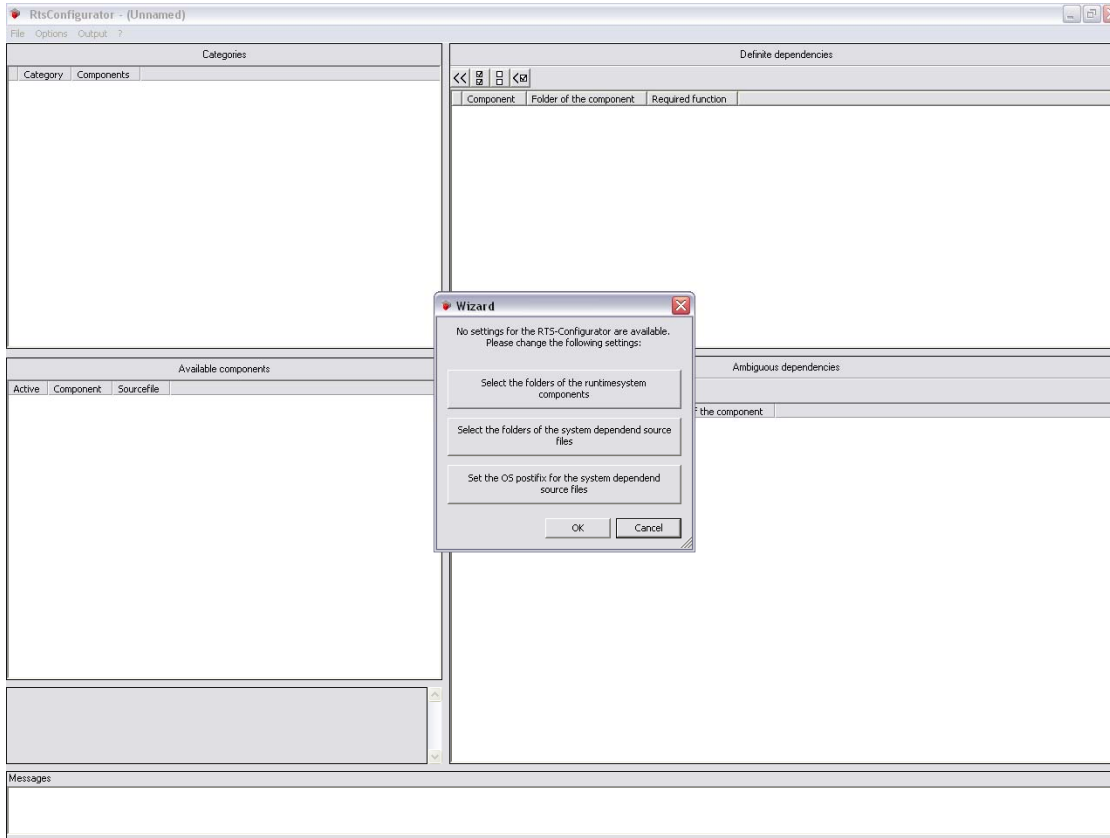 RtsConfigurator - (Unnamed)
File Options Output ?
Categories
Category Components
Definite dependencies
<<
Component Folder of the component Required function
Wizard
No settings for the RTS-Configurator are available.
Please change the following settings:
Select the folders of the runtimesystem
components
Select the folders of the system dependend source
files
Set the OS postifix for the system dependend
source files
OK Cancel
Available components
Active Component Sourcefile
Ambiguous dependencies
the component
Messages